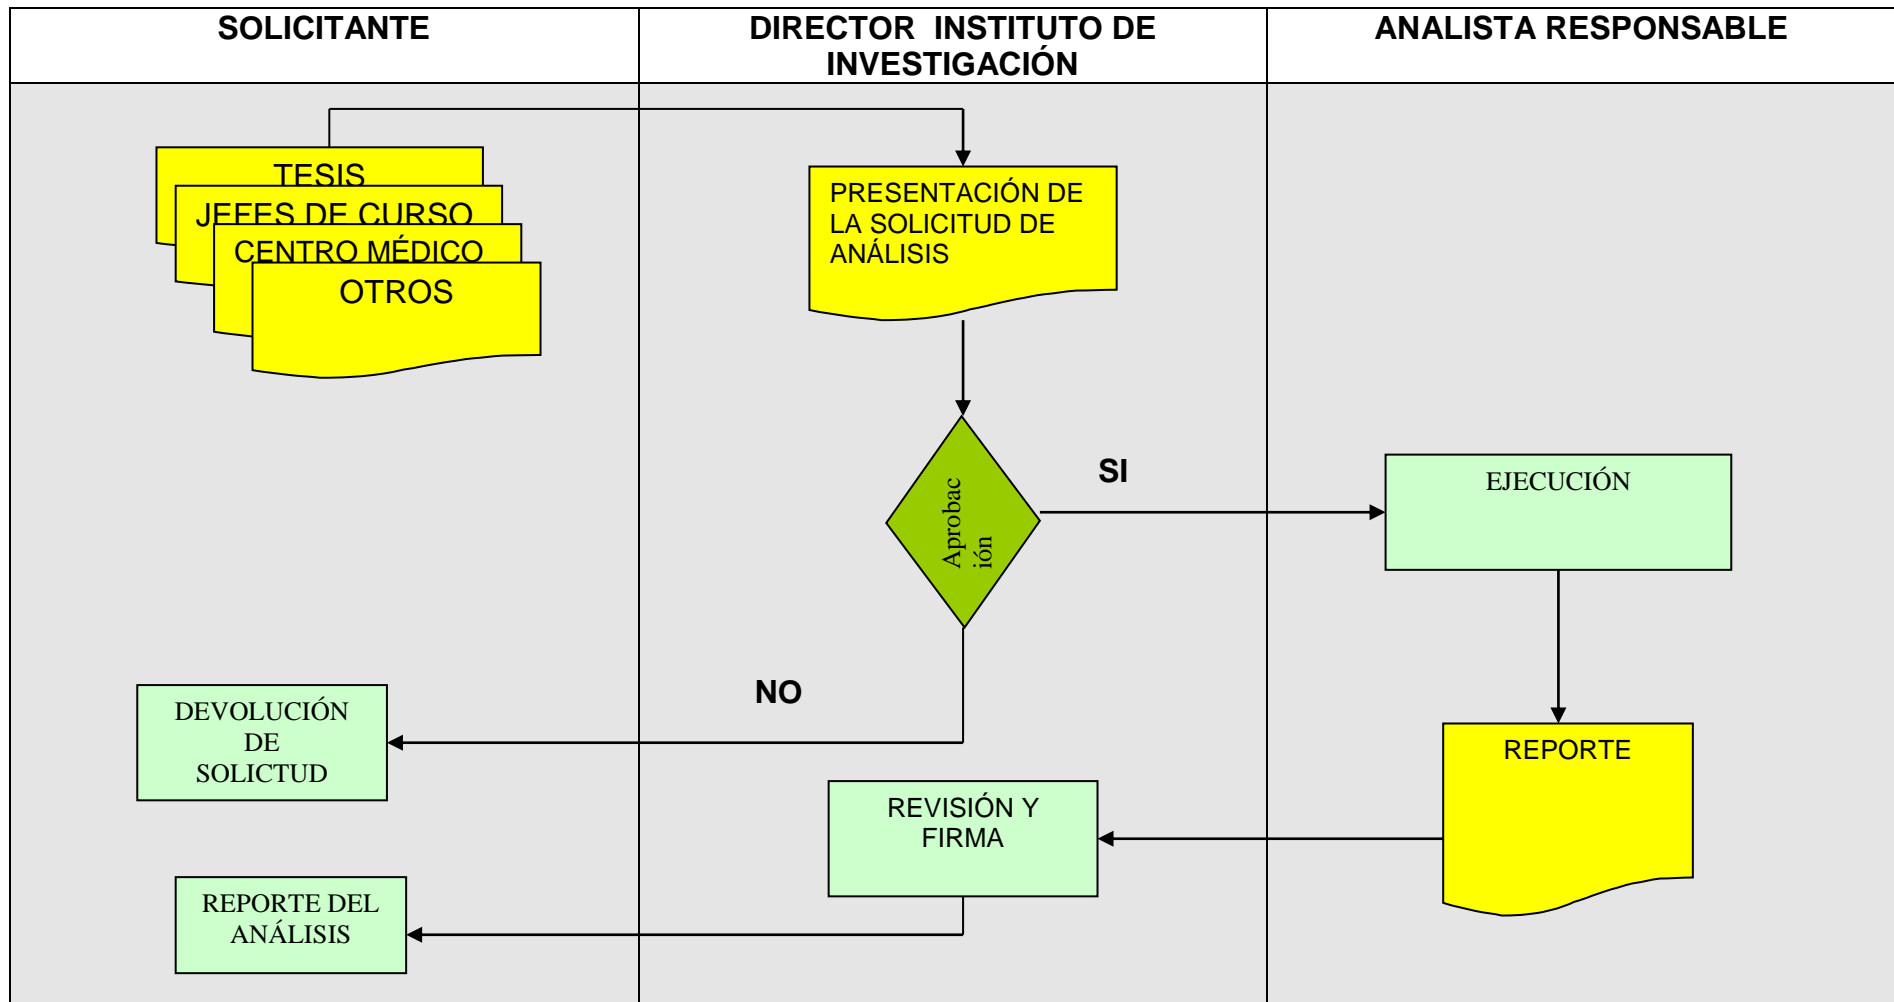 SOLICITANTE
DIRECTOR  INSTITUTO DE
INVESTIGACIÓN
ANALISTA RESPONSABLE
TESIS
JEFES DE CURSO
CENTRO MÉDICO
OTROS
PRESENTACIÓN DE
LA SOLICITUD DE
ANÁLISIS
Aprobac
ión
SI
EJECUCIÓN
NO
DEVOLUCIÓN
DE
SOLICTUD
REPORTE
REVISIÓN Y
FIRMA
REPORTE DEL
ANÁLISIS